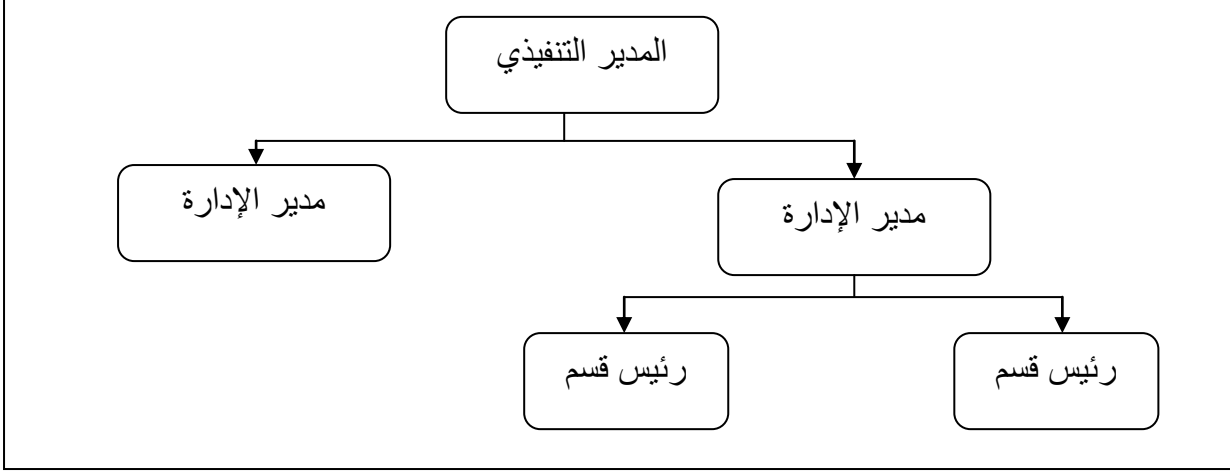 المدير التنفيذي
مدير الإدارة
مدير الإدارة
رئيس قسم
رئيس قسم